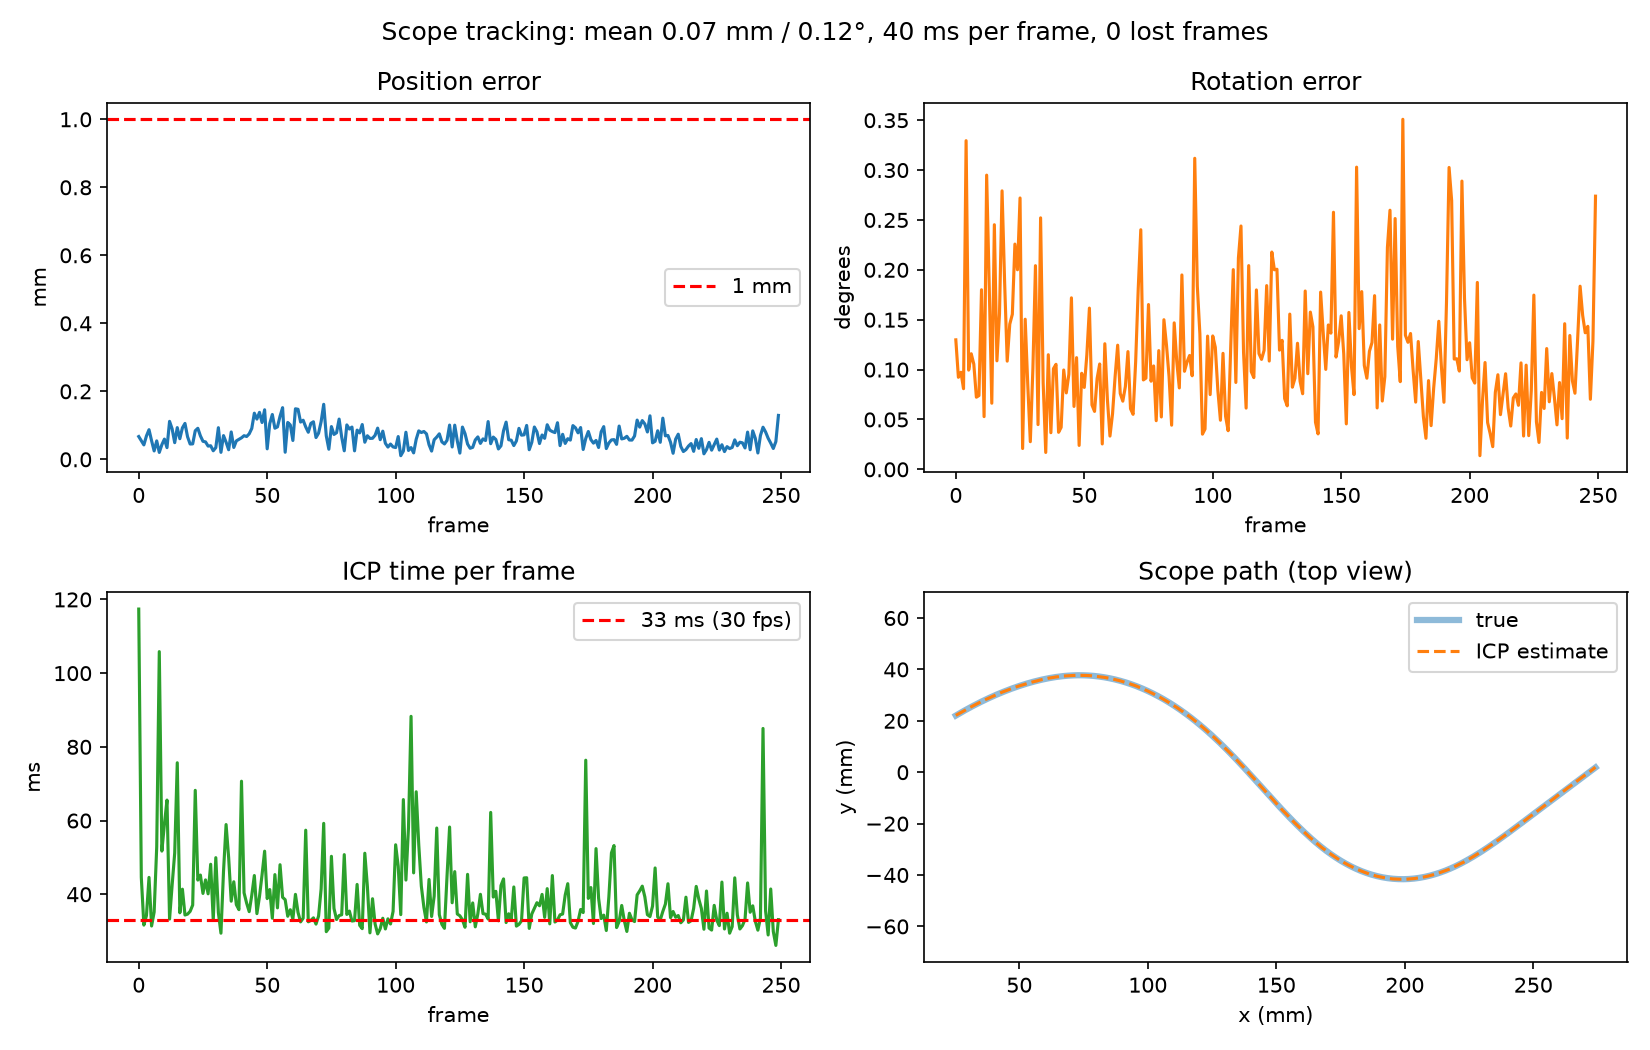 Scope tracking: mean 0.07 mm / 0.12°, 40 ms per frame, 0 lost frames
Position error
1.0
0.8
0.6
0.4
0.2
0.0
mm
1 mm
0 50 100 150 200 250
frame
Rotation error
0.35
0.30
0.25
0.20
0.15
0.10
0.05
0.00
degrees
0 50 100 150 200 250
frame
ICP time per frame
120
100
80
60
40
ms
33 ms (30 fps)
0 50 100 150 200 250
frame
Scope path (top view)
60
40
20
0
−20
−40
−60
y (mm)
true
ICP estimate
50 100 150 200 250
x (mm)